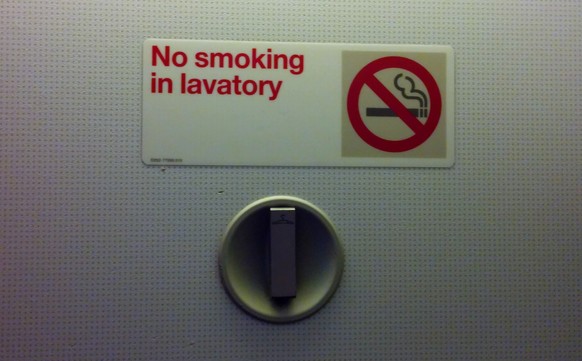 No smoking
in lavatory